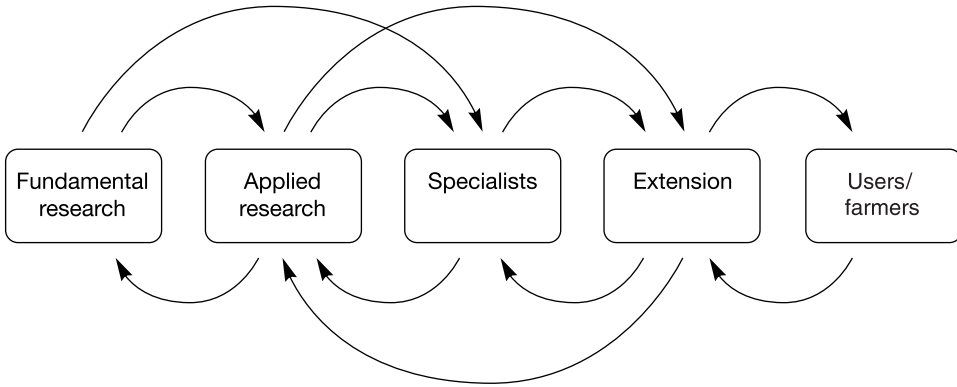 Fundamental
research
Applied
research
Specialists
Extension
Users/
farmers